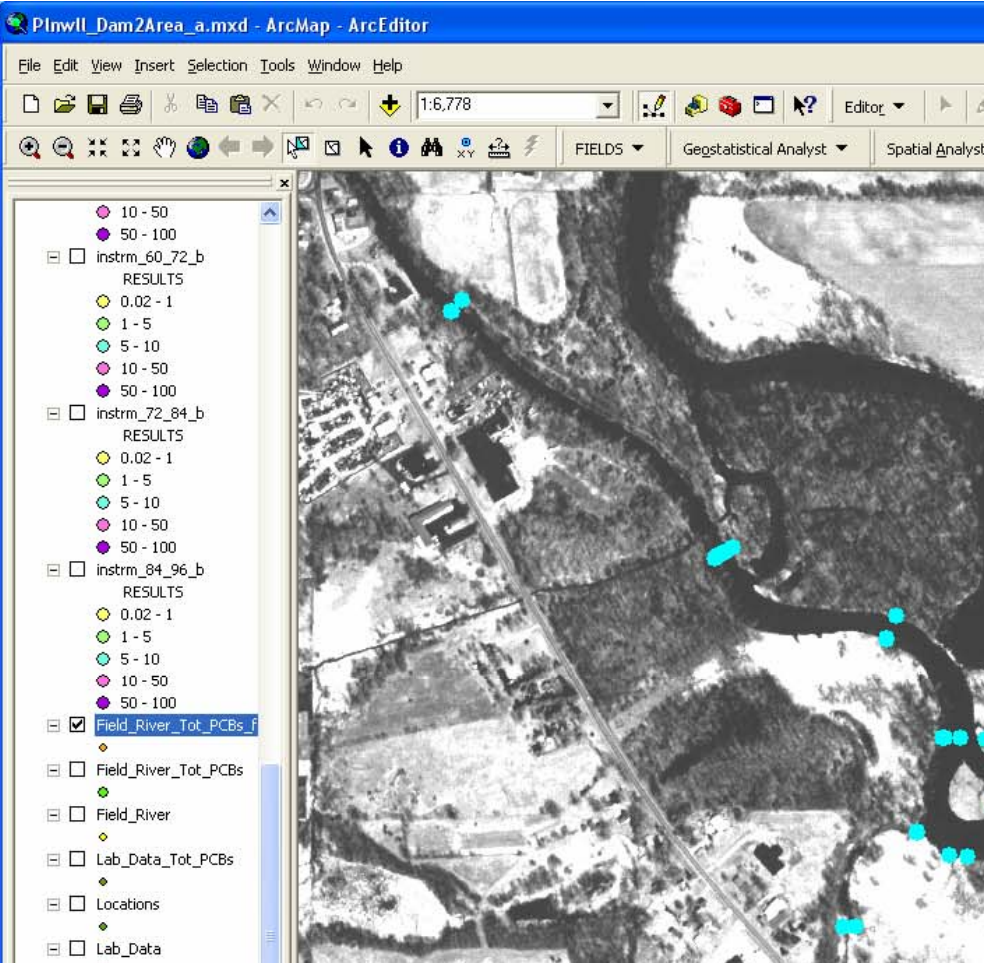 Plnwll_Dam2Area_a.mxd - ArcMap - ArcEditor
File Edit View Insert Selection Tools Window Help
1:6,778 Editor
FIELDS Geostatistical Analyst Spatial Analyst
10 - 50
50 - 100
instrm_60_72_b
RESULTS
0.02 - 1
1 - 5
5 - 10
10 - 50
50 - 100
instrm_72_84_b
RESULTS
0.02 - 1
1 - 5
5 - 10
10 - 50
50 - 100
instrm_84_96_b
RESULTS
0.02 - 1
1 - 5
5 - 10
10 - 50
50 - 100
Field_River_Tot_PCBs_f
Field_River_Tot_PCBs
Field_River
Lab_Data_Tot_PCBs
Locations
Lab_Data